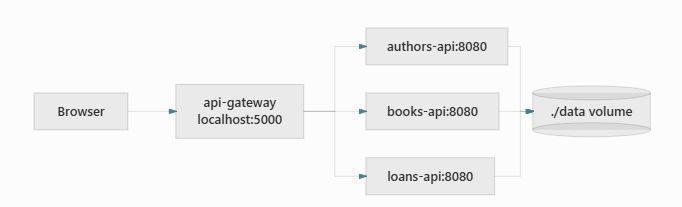 authors-api:8080
Browser
api-gateway
localhost:5000
books-api:8080
./data volume
loans-api:8080